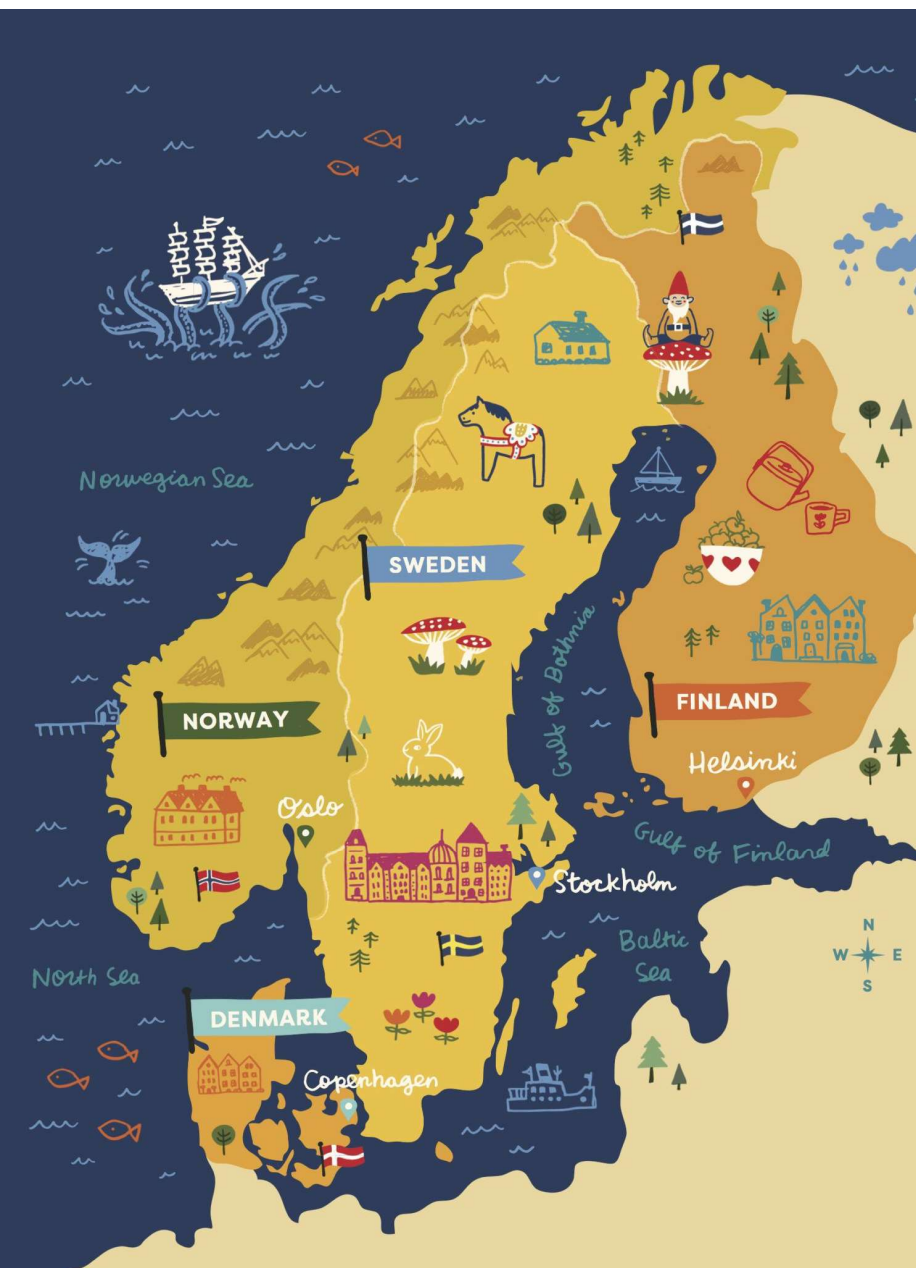 Norwegian Sea
SWEDEN
Gulf of Bothnia
NORWAY
FINLAND
Helsinki
Oslo
Gulf of Finland
Stockholm
N
W E
S
Baltic
Sea
North Sea
DENMARK
Copenhagen